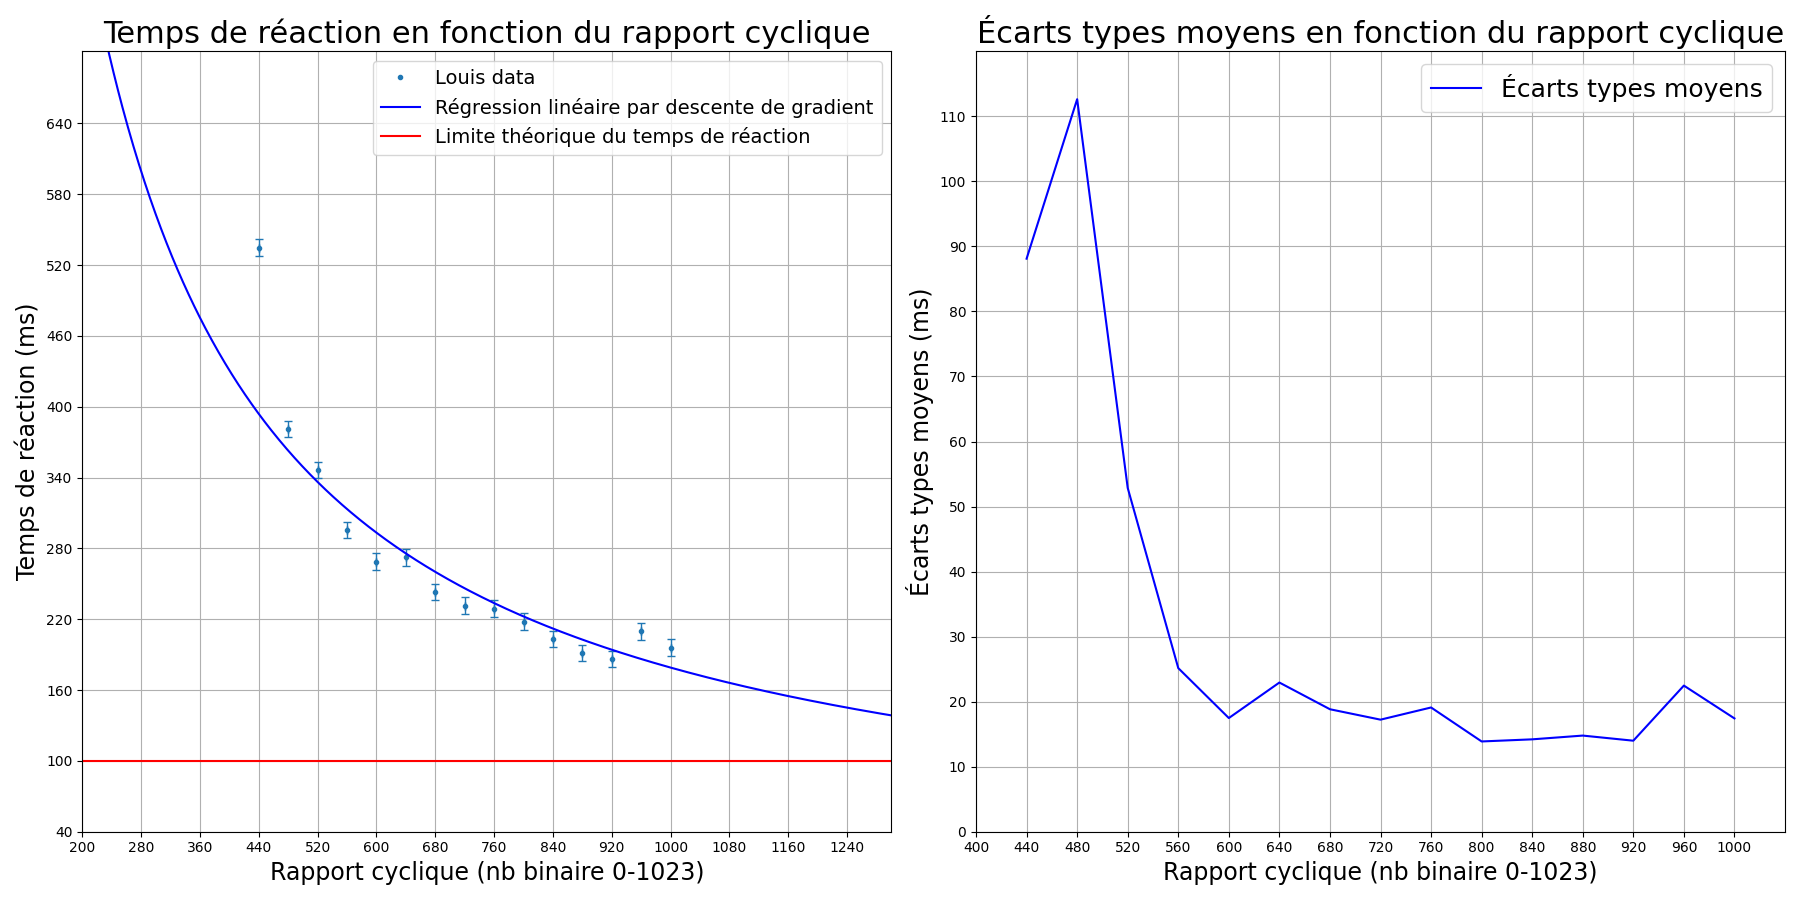 Temps de réaction en fonction du rapport cyclique
Louis data
Régression linéaire par descente de gradient
Limite théorique du temps de réaction
640
580
520
460
400
340
280
220
160
100
40
Temps de réaction (ms)
200 280 360 440 520 600 680 760 840 920 1000 1080 1160 1240
Rapport cyclique (nb binaire 0-1023)
Écarts types moyens en fonction du rapport cyclique
Écarts types moyens
110
100
90
80
70
60
50
40
30
20
10
0
Écarts types moyens (ms)
400 440 480 520 560 600 640 680 720 760 800 840 880 920 960 1000
Rapport cyclique (nb binaire 0-1023)